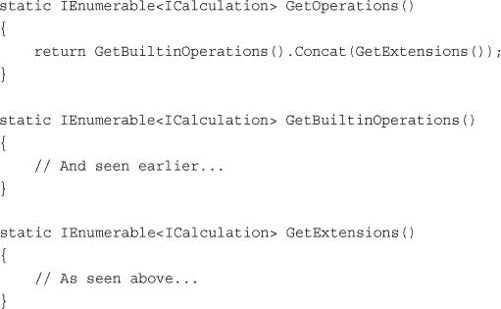 static IEnumerable<ICalculation> GetOperations()
{
    return GetBuiltinOperations().Concat(GetExtensions());
}
static IEnumerable<ICalculation> GetBuiltinOperations()
{
    // And seen earlier...
}
static IEnumerable<ICalculation> GetExtensions()
{
    // As seen above...
}